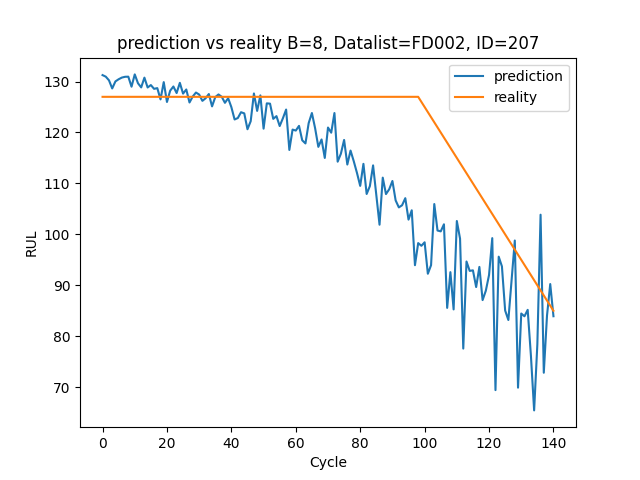 prediction vs reality B=8, Datalist=FD002, ID=207
prediction
reality
130
120
110
100
90
80
70
RUL
0 20 40 60 80 100 120 140
Cycle